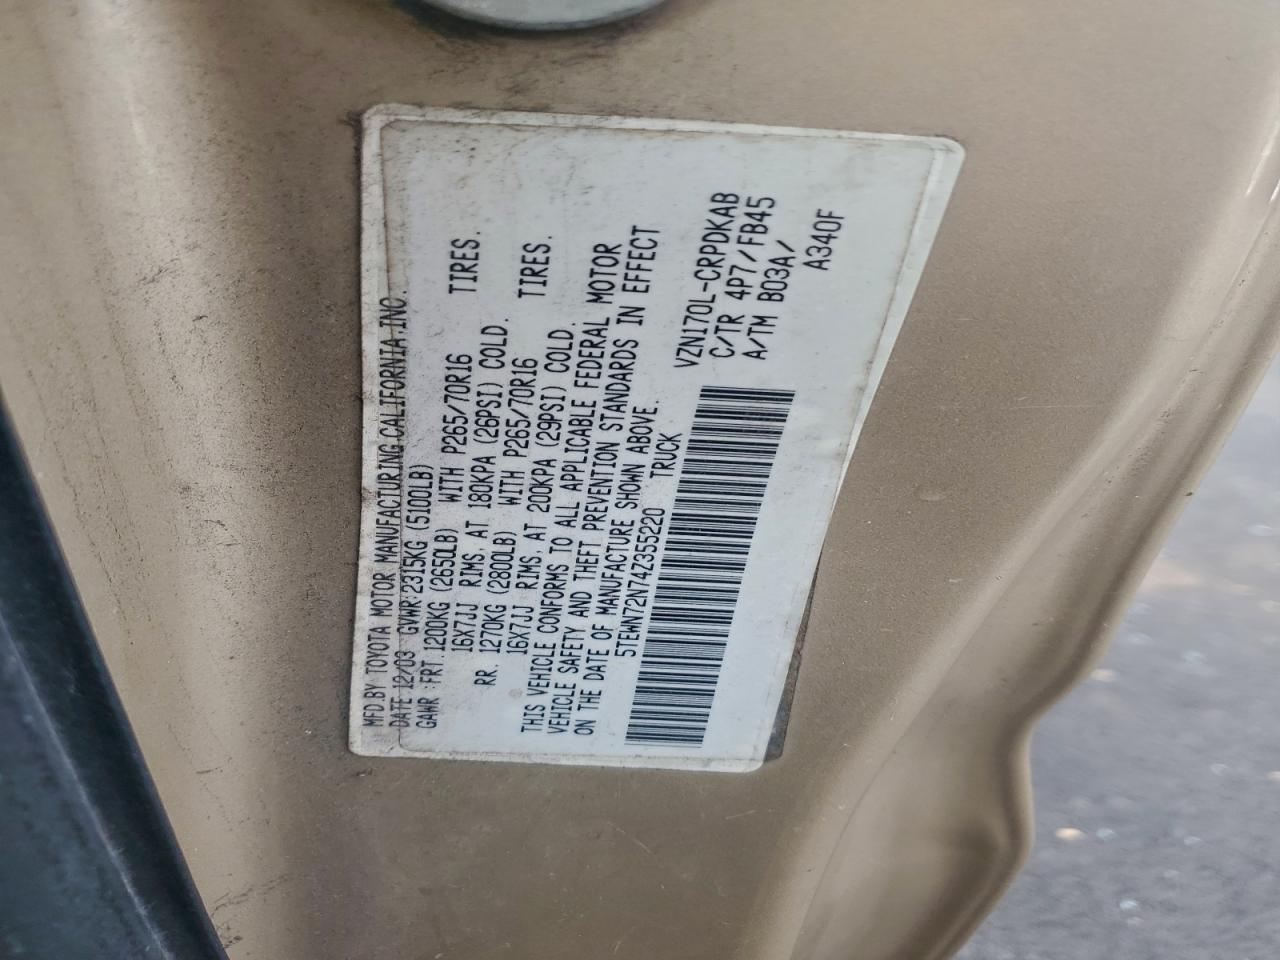 MFD.BY TOYOTA MOTOR MANUFACTURING,CALIFORNIA,INC.
DATE 12/03 GVWR:2315KG (5100LB)
GAWR :FRT.1200KG (2650LB) WITH P265/70R16 TIRES.
16X7JJ RIMS, AT 180KPA (26PSI) COLD.
RR. 1270KG (2800LB) WITH P265/70R16 TIRES.
16X7JJ RIMS, AT 200KPA (29PSI) COLD.
THIS VEHICLE CONFORMS TO ALL APPLICABLE FEDERAL MOTOR
VEHICLE SAFETY AND THEFT PREVENTION STANDARDS IN EFFECT
ON THE DATE OF MANUFACTURE SHOWN ABOVE.
5TEWN72N74Z355220 TRUCK
VZN170L-CRPDKAB
C/TR 4P7/FB45
A/TM B03A/
A340F